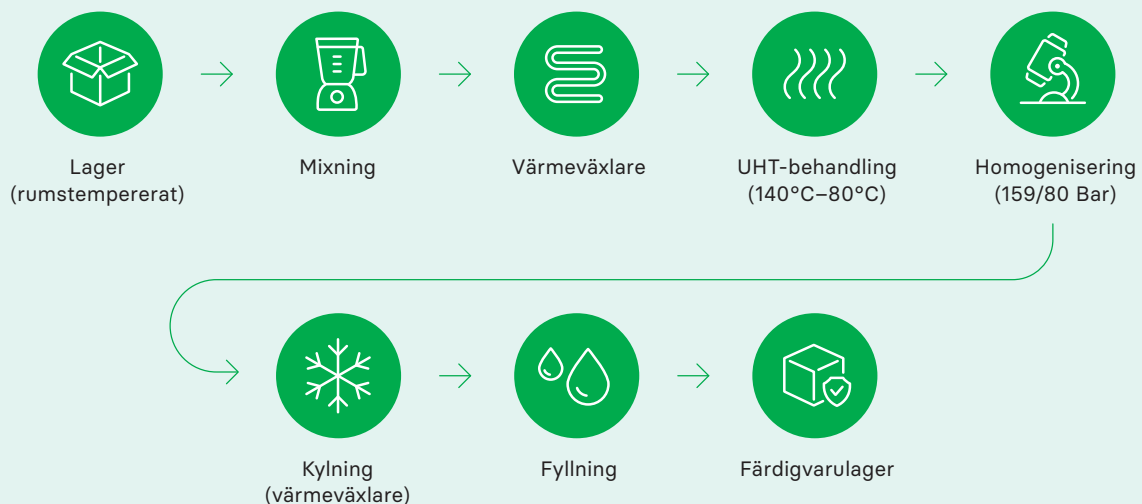 Lager
(rumstempererat)
Mixning
Värmeväxlare
UHT-behandling
(140°C–80°C)
Homogenisering
(159/80 Bar)
Kylning
(värmeväxlare)
Fyllning
Färdigvarulager